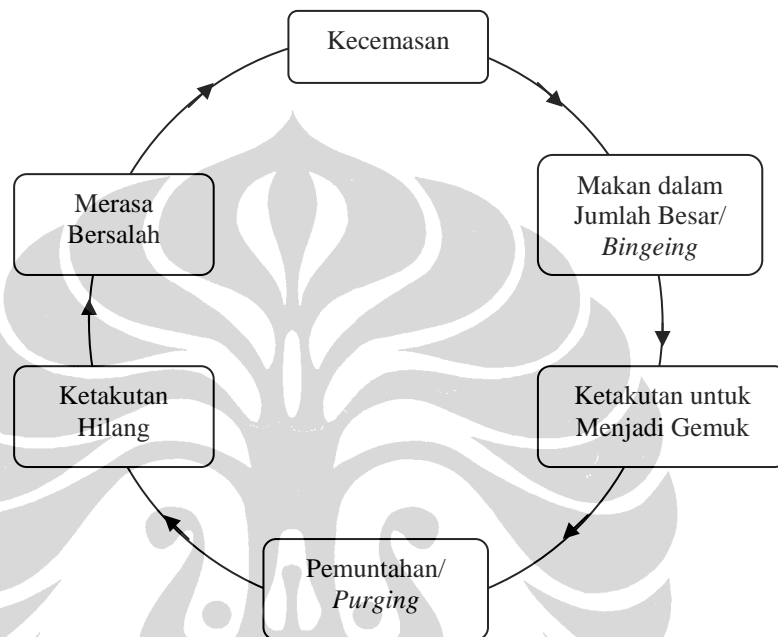 Kecemasan
Makan dalam
Jumlah Besar/
Bingeing
Ketakutan untuk
Menjadi Gemuk
Pemuntahan/
Purging
Ketakutan
Hilang
Merasa
Bersalah